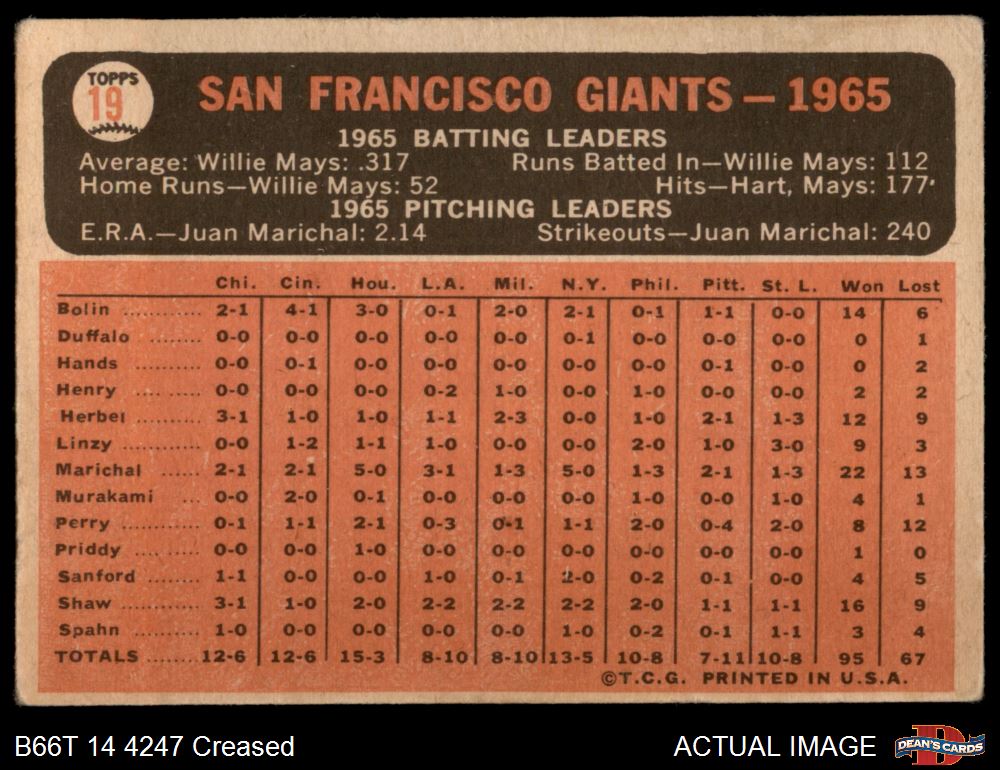 TOPPS
19
SAN FRANCISCO GIANTS — 1965
1965 BATTING LEADERS
Average: Willie Mays: .317 Runs Batted In—Willie Mays: 112
Home Runs—Willie Mays: 52 Hits—Hart, Mays: 177
1965 PITCHING LEADERS
E.R.A.—Juan Marichal: 2.14 Strikeouts—Juan Marichal: 240
Chi. Cin. Hou. L.A. Mil. N.Y. Phil. Pitt. St. L. Won Lost
Bolin ........... 2-1 4-1 3-0 0-1 2-0 2-1 0-1 1-1 0-0 14 6
Duffalo ........ 0-0 0-0 0-0 0-0 0-0 0-1 0-0 0-0 0-0 0 1
Hands .......... 0-0 0-1 0-0 0-0 0-0 0-0 0-0 0-1 0-0 0 2
Henry .......... 0-0 0-0 0-0 0-2 1-0 0-0 1-0 0-0 0-0 2 2
Herbel ......... 3-1 1-0 1-0 1-1 2-3 0-0 1-0 2-1 1-3 12 9
Linzy ........... 0-0 1-2 1-1 1-0 0-0 0-0 2-0 1-0 3-0 9 3
Marichal ...... 2-1 2-1 5-0 3-1 1-3 5-0 1-3 2-1 1-3 22 13
Murakami ... 0-0 2-0 0-1 0-0 0-0 0-0 1-0 0-0 1-0 4 1
Perry ........... 0-1 1-1 2-1 0-3 0-1 1-1 2-0 0-4 2-0 8 12
Priddy .......... 0-0 0-0 1-0 0-0 0-0 0-0 0-0 0-0 0-0 1 0
Sanford ........ 1-1 0-0 0-0 1-0 0-1 2-0 0-2 0-1 0-0 4 5
Shaw ............ 3-1 1-0 2-0 2-2 2-2 2-2 2-0 1-1 1-1 16 9
Spahn .......... 1-0 0-0 0-0 0-0 0-0 1-0 0-2 0-1 1-1 3 4
TOTALS ....... 12-6 12-6 15-3 8-10 8-10 13-5 10-8 7-11 10-8 95 67
©T.C.G. PRINTED IN U.S.A.
B66T 14 4247 Creased ACTUAL IMAGE DEAN'S CARDS